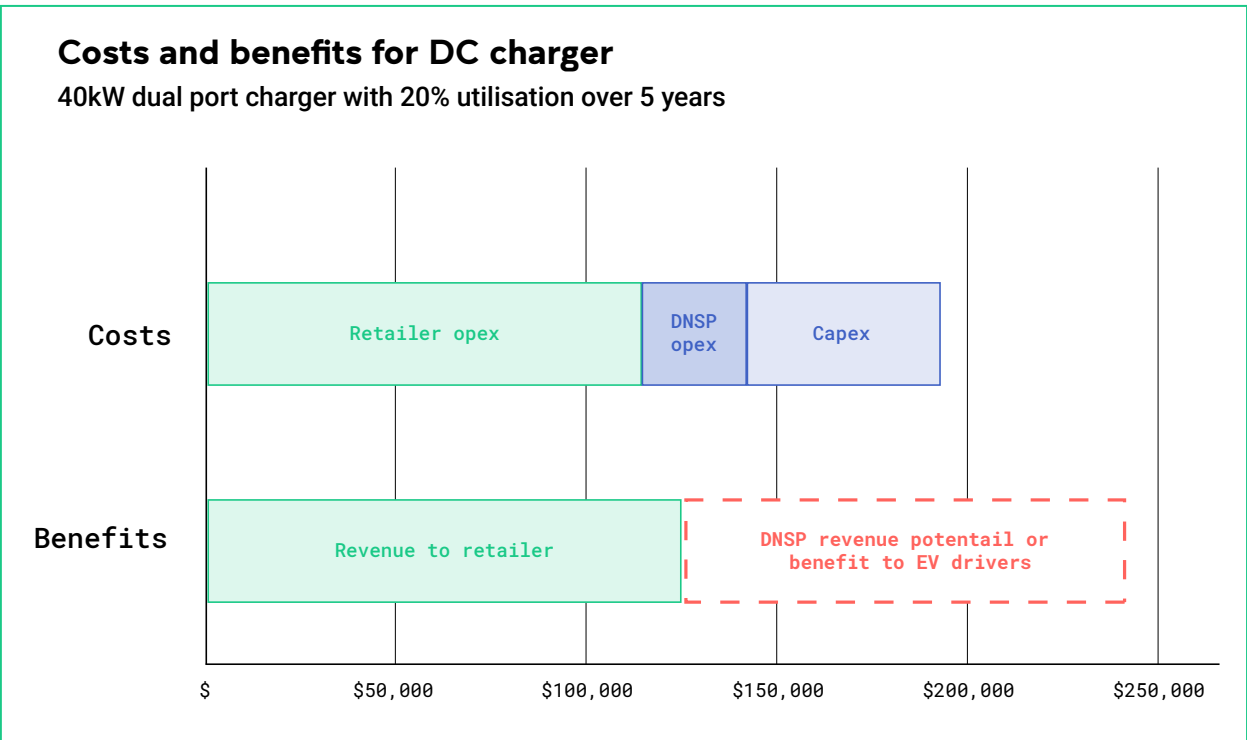 Costs and benefits for DC charger
40kW dual port charger with 20% utilisation over 5 years
Costs
Retailer opex
DNSP
opex
Capex
Benefits
Revenue to retailer
DNSP revenue potentail or
benefit to EV drivers
$
$50,000
$100,000
$150,000
$200,000
$250,000